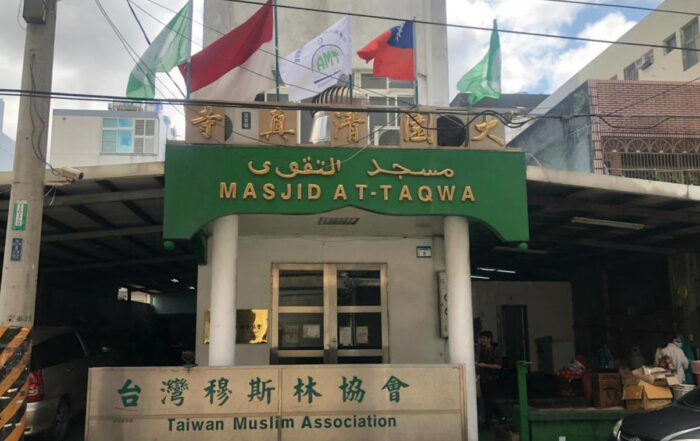 大園清真寺
مسجد التقوى
MASJID AT-TAQWA
台灣穆斯林協會
Taiwan Muslim Association